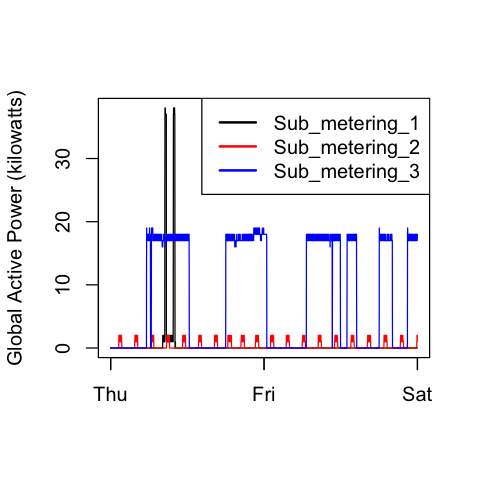 Global Active Power (kilowatts)
30
20
10
0
Sub_metering_1
Sub_metering_2
Sub_metering_3
Thu Fri Sat